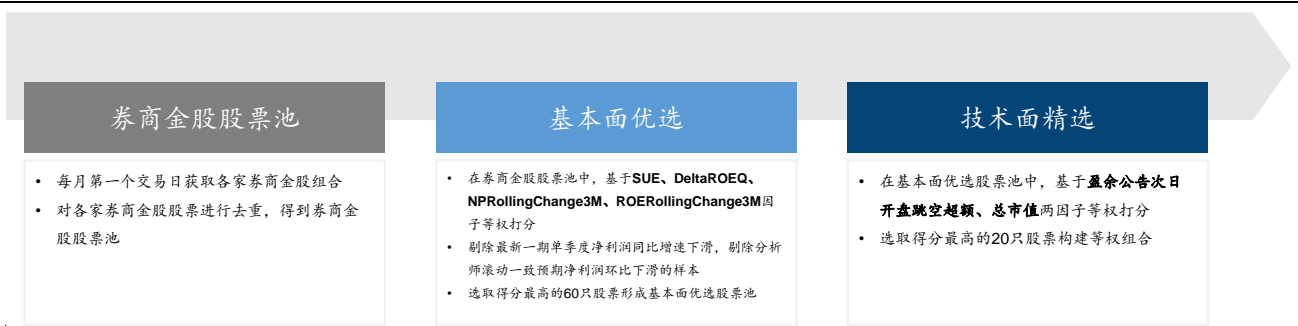 券商金股股票池
• 每月第一个交易日获取各家券商金股组合
• 对各家券商金股股票进行去重，得到券商金
股股票池
基本面优选
• 在券商金股股票池中，基于SUE、DeltaROEQ、
NPRollingChange3M、ROERollingChange3M因
子等权打分
• 剔除最新一期单季度净利润同比增速下滑，剔除分析
师滚动一致预期净利润环比下滑的样本
• 选取得分最高的60只股票形成基本面优选股票池
技术面精选
• 在基本面优选股票池中，基于盈余公告次日
开盘跳空超额、总市值两因子等权打分
• 选取得分最高的20只股票构建等权组合